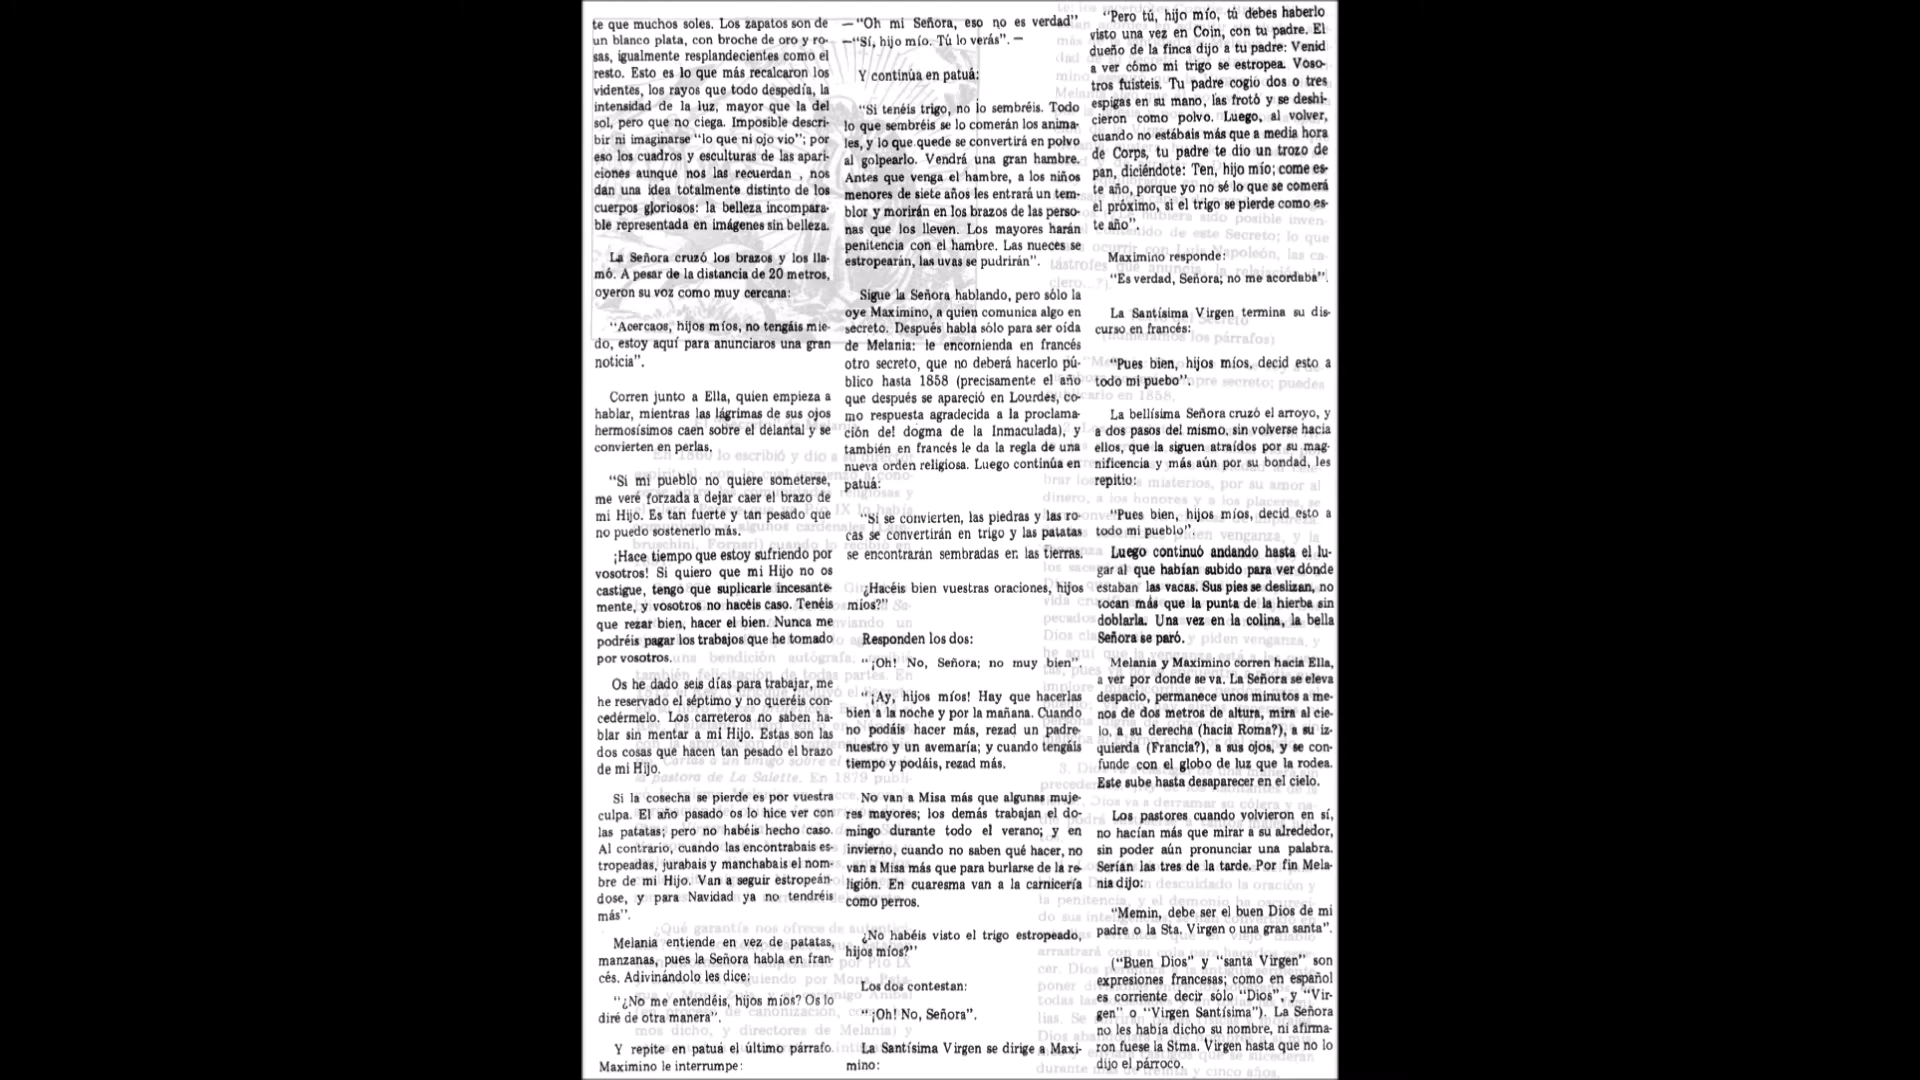 te que muchos soles. Los zapatos son de
un blanco plata, con broche de oro y ro-
sas, igualmente resplandecientes como el
resto. Esto es lo que más recalcaron los
videntes, los rayos que todo despedía, la
intensidad de la luz, mayor que la del
sol, pero que no ciega. Imposible descri-
bir ni imaginarse “lo que ni ojo vio”; por
eso los cuadros y esculturas de las apari-
ciones aunque nos las recuerdan , nos
dan una idea totalmente distinto de los
cuerpos gloriosos: la belleza incompara-
ble representada en imágenes sin belleza.
La Señora cruzó los brazos y los lla-
mó. A pesar de la distancia de 20 metros,
oyeron su voz como muy cercana:
“Acercaos, hijos míos, no tengáis mie-
do, estoy aquí para anunciaros una gran
noticia”.
Corren junto a Ella, quien empieza a
hablar, mientras las lágrimas de sus ojos
hermosísimos caen sobre el delantal y se
convierten en perlas.
“Si mi pueblo no quiere someterse,
me veré forzada a dejar caer el brazo de
mi Hijo. Es tan fuerte y tan pesado que
no puedo sostenerlo más.
¡Hace tiempo que estoy sufriendo por
vosotros! Si quiero que mi Hijo no os
castigue, tengo que suplicarle incesante-
mente, y vosotros no hacéis caso. Tenéis
que rezar bien, hacer el bien. Nunca me
podréis pagar los trabajos que he tomado
por vosotros.
Os he dado seis días para trabajar, me
he reservado el séptimo y no queréis con-
cedérmelo. Los carreteros no saben ha-
blar sin mentar a mi Hijo. Estas son las
dos cosas que hacen tan pesado el brazo
de mi Hijo.
Si la cosecha se pierde es por vuestra
culpa. El año pasado os lo hice ver con
las patatas; pero no habéis hecho caso.
Al contrario, cuando las encontrabais es-
tropeadas, jurabais y manchabais el nom-
bre de mi Hijo. Van a seguir estropeán-
dose, y para Navidad ya no tendréis
más”.
Melania entiende en vez de patatas,
manzanas, pues la Señora habla en fran-
cés. Adivinándolo les dice:
“¿No me entendéis, hijos míos? Os lo
diré de otra manera”.
Y repite en patuá el último párrafo.
Maximino le interrumpe:
—“Oh mi Señora, eso no es verdad”
—“Sí, hijo mío. Tú lo verás”. —
Y continúa en patuá:
“Si tenéis trigo, no lo sembréis. Todo
lo que sembréis se lo comerán los anima-
les, y lo que quede se convertirá en polvo
al golpearlo. Vendrá una gran hambre.
Antes que venga el hambre, a los niños
menores de siete años les entrará un tem-
blor y morirán en los brazos de las perso-
nas que los lleven. Los mayores harán
penitencia con el hambre. Las nueces se
estropearán, las uvas se pudrirán”.
Sigue la Señora hablando, pero sólo la
oye Maximino, a quien comunica algo en
secreto. Después habla sólo para ser oída
de Melania: le encomienda en francés
otro secreto, que no deberá hacerlo pú-
blico hasta 1858 (precisamente el año
que después se apareció en Lourdes, co-
mo respuesta agradecida a la proclama-
ción del dogma de la Inmaculada), y
también en francés le da la regla de una
nueva orden religiosa. Luego continúa en
patuá:
“Si se convierten, las piedras y las ro-
cas se convertirán en trigo y las patatas
se encontrarán sembradas en las tierras.
¿Hacéis bien vuestras oraciones, hijos
míos?”
Responden los dos:
“¡Oh! No, Señora; no muy bien”.
“¡Ay, hijos míos! Hay que hacerlas
bien a la noche y por la mañana. Cuando
no podáis hacer más, rezad un padre-
nuestro y un avemaría; y cuando tengáis
tiempo y podáis, rezad más.
No van a Misa más que algunas muje-
res mayores; los demás trabajan el do-
mingo durante todo el verano; y en
invierno, cuando no saben qué hacer, no
van a Misa más que para burlarse de la re-
ligión. En cuaresma van a la carnicería
como perros.
¿No habéis visto el trigo estropeado,
hijos míos?”
Los dos contestan:
“¡Oh! No, Señora”.
La Santísima Virgen se dirige a Maxi-
mino:
“Pero tú, hijo mío, tú debes haberlo
visto una vez en Coin, con tu padre. El
dueño de la finca dijo a tu padre: Venid
a ver cómo mi trigo se estropea. Voso-
tros fuisteis. Tu padre cogió dos o tres
espigas en su mano, las frotó y se deshi-
cieron como polvo. Luego, al volver,
cuando no estábais más que a media hora
de Corps, tu padre te dio un trozo de
pan, diciéndote: Ten, hijo mío; come es-
te año, porque yo no sé lo que se comerá
el próximo, si el trigo se pierde como es-
te año”.
Maximino responde:
“Es verdad, Señora; no me acordaba”.
La Santísima Virgen termina su dis-
curso en francés:
“Pues bien, hijos míos, decid esto a
todo mi puebo”.
La bellísima Señora cruzó el arroyo, y
a dos pasos del mismo, sin volverse hacia
ellos, que la siguen atraídos por su mag-
nificencia y más aún por su bondad, les
repitio:
“Pues bien, hijos míos, decid esto a
todo mi pueblo”.
Luego continuó andando hasta el lu-
gar al que habían subido para ver dónde
estaban las vacas. Sus pies se deslizan, no
tocan más que la punta de la hierba sin
doblarla. Una vez en la colina, la bella
Señora se paró.
Melania y Maximino corren hacia Ella,
a ver por donde se va. La Señora se eleva
despacio, permanece unos minutos a me-
nos de dos metros de altura, mira al cie-
lo, a su derecha (hacia Roma?), a su iz-
quierda (Francia?), a sus ojos, y se con-
funde con el globo de luz que la rodea.
Este sube hasta desaparecer en el cielo.
Los pastores cuando volvieron en sí,
no hacían más que mirar a su alrededor,
sin poder aún pronunciar una palabra.
Serían las tres de la tarde. Por fin Mela-
nia dijo:
“Memin, debe ser el buen Dios de mi
padre o la Sta. Virgen o una gran santa”.
(“Buen Dios” y “santa Virgen” son
expresiones francesas; como en español
es corriente decir sólo “Dios”, y “Vir-
gen” o “Virgen Santísima”). La Señora
no les había dicho su nombre, ni afirma-
ron fuese la Stma. Virgen hasta que no lo
dijo el párroco.